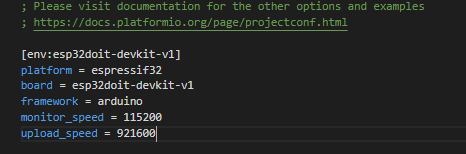 ; Please visit documentation for the other options and examples
; https://docs.platformio.org/page/projectconf.html
[env:esp32doit-devkit-v1]
platform = espressif32
board = esp32doit-devkit-v1
framework = arduino
monitor_speed = 115200
upload_speed = 921600